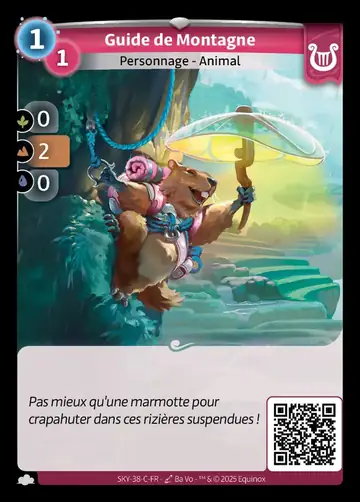 1
1
Guide de Montagne
Personnage - Animal
0
2
0
Pas mieux qu'une marmotte pour
crapahuter dans ces rizières suspendues !
SKY-38-C-FR - Ba Vo - ™ & © 2025 Equinox